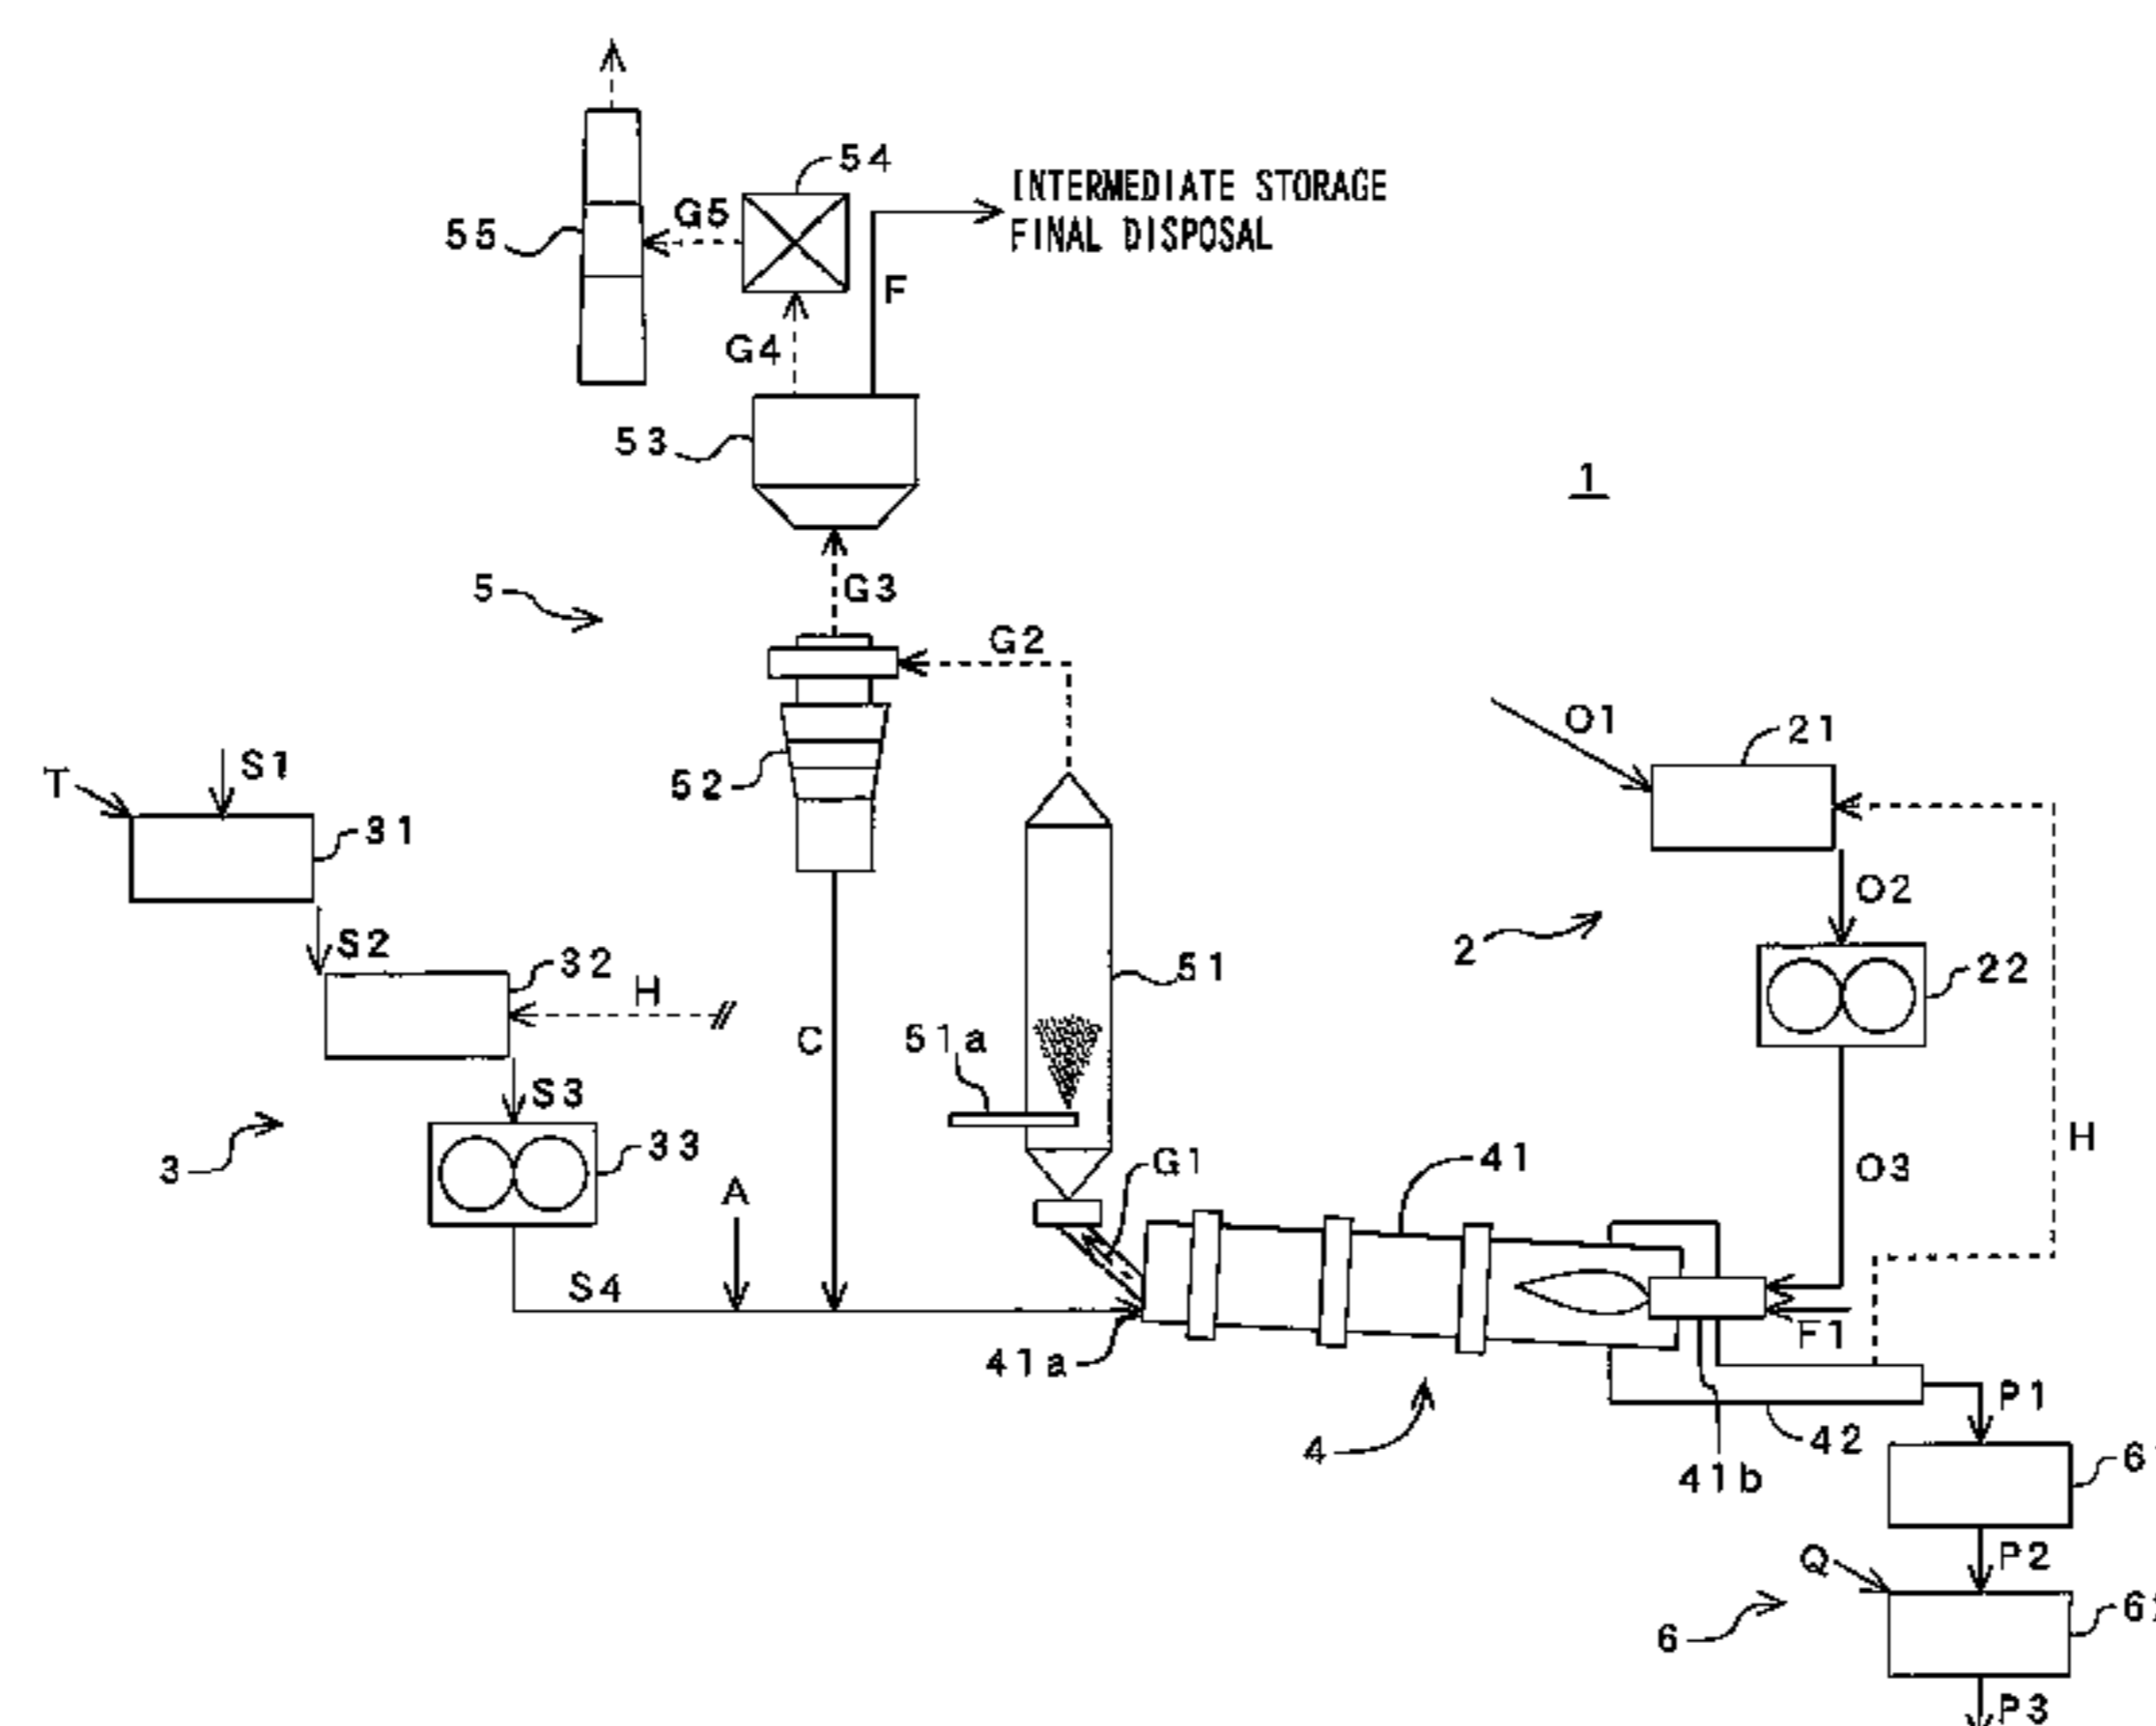 54
INTERMEDIATE STORAGE
FINAL DISPOSAL
G5
55
F
G4
53
1
5
G3
G2
O1
21
T
S1
52
31
O2
S2
2
32
51
22
H
C
51a
S3
3
33
G1
41
H
O3
A
S4
F1
41a
P1
4
42
41b
P2
Q
6
P3